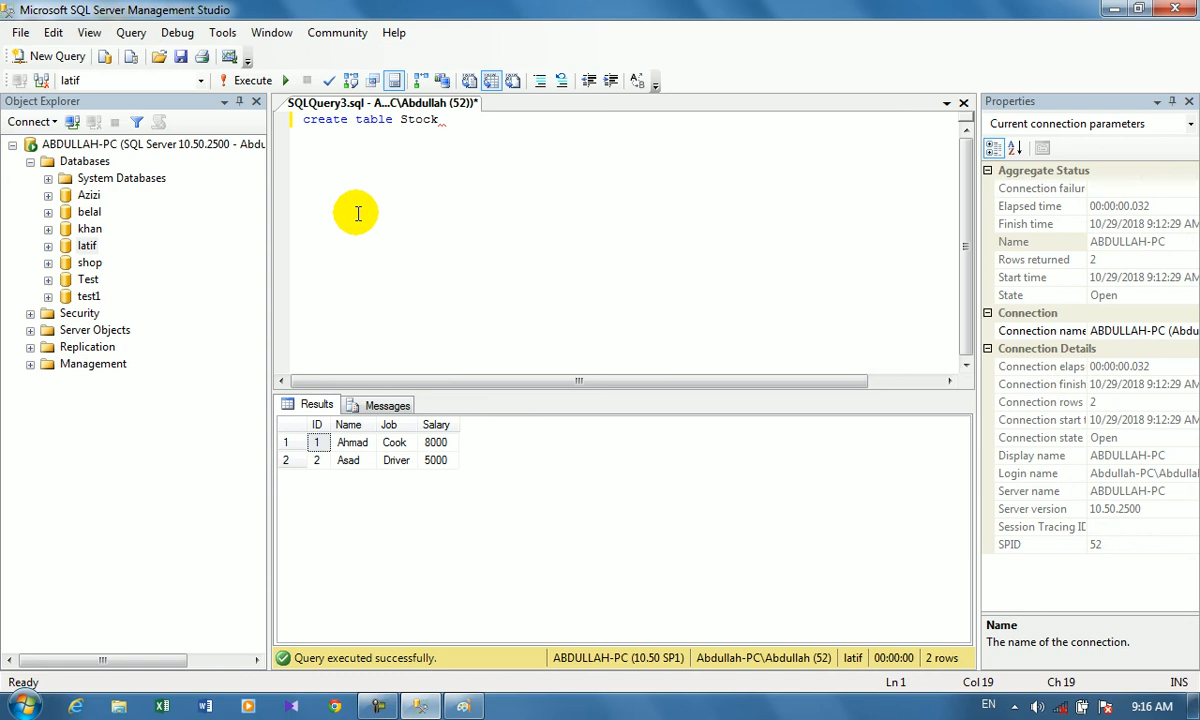 Microsoft SQL Server Management Studio
File Edit View Query Debug Tools Window Community Help
New Query
latif Execute
Object Explorer
Connect
ABDULLAH-PC (SQL Server 10.50.2500 - Abdu
Databases
System Databases
Azizi
belal
khan
latif
shop
Test
test1
Security
Server Objects
Replication
Management
SQLQuery3.sql - A...C\Abdullah (52))*
create table Stock
Results Messages
ID Name Job Salary
1 1 Ahmad Cook 8000
2 2 Asad Driver 5000
Query executed successfully. ABDULLAH-PC (10.50 SP1) Abdullah-PC\Abdullah (52) latif 00:00:00 2 rows
Properties
Current connection parameters
Aggregate Status
Connection failur
Elapsed time 00:00:00.032
Finish time 10/29/2018 9:12:29 AM
Name ABDULLAH-PC
Rows returned 2
Start time 10/29/2018 9:12:29 AM
State Open
Connection
Connection name ABDULLAH-PC (Abdu
Connection Details
Connection elaps 00:00:00.032
Connection finish 10/29/2018 9:12:29 AM
Connection rows 2
Connection start t 10/29/2018 9:12:29 AM
Connection state Open
Display name ABDULLAH-PC
Login name Abdullah-PC\Abdulla
Server name ABDULLAH-PC
Server version 10.50.2500
Session Tracing ID
SPID 52
Name
The name of the connection.
Ready Ln 1 Col 19 Ch 19 INS
EN 9:16 AM